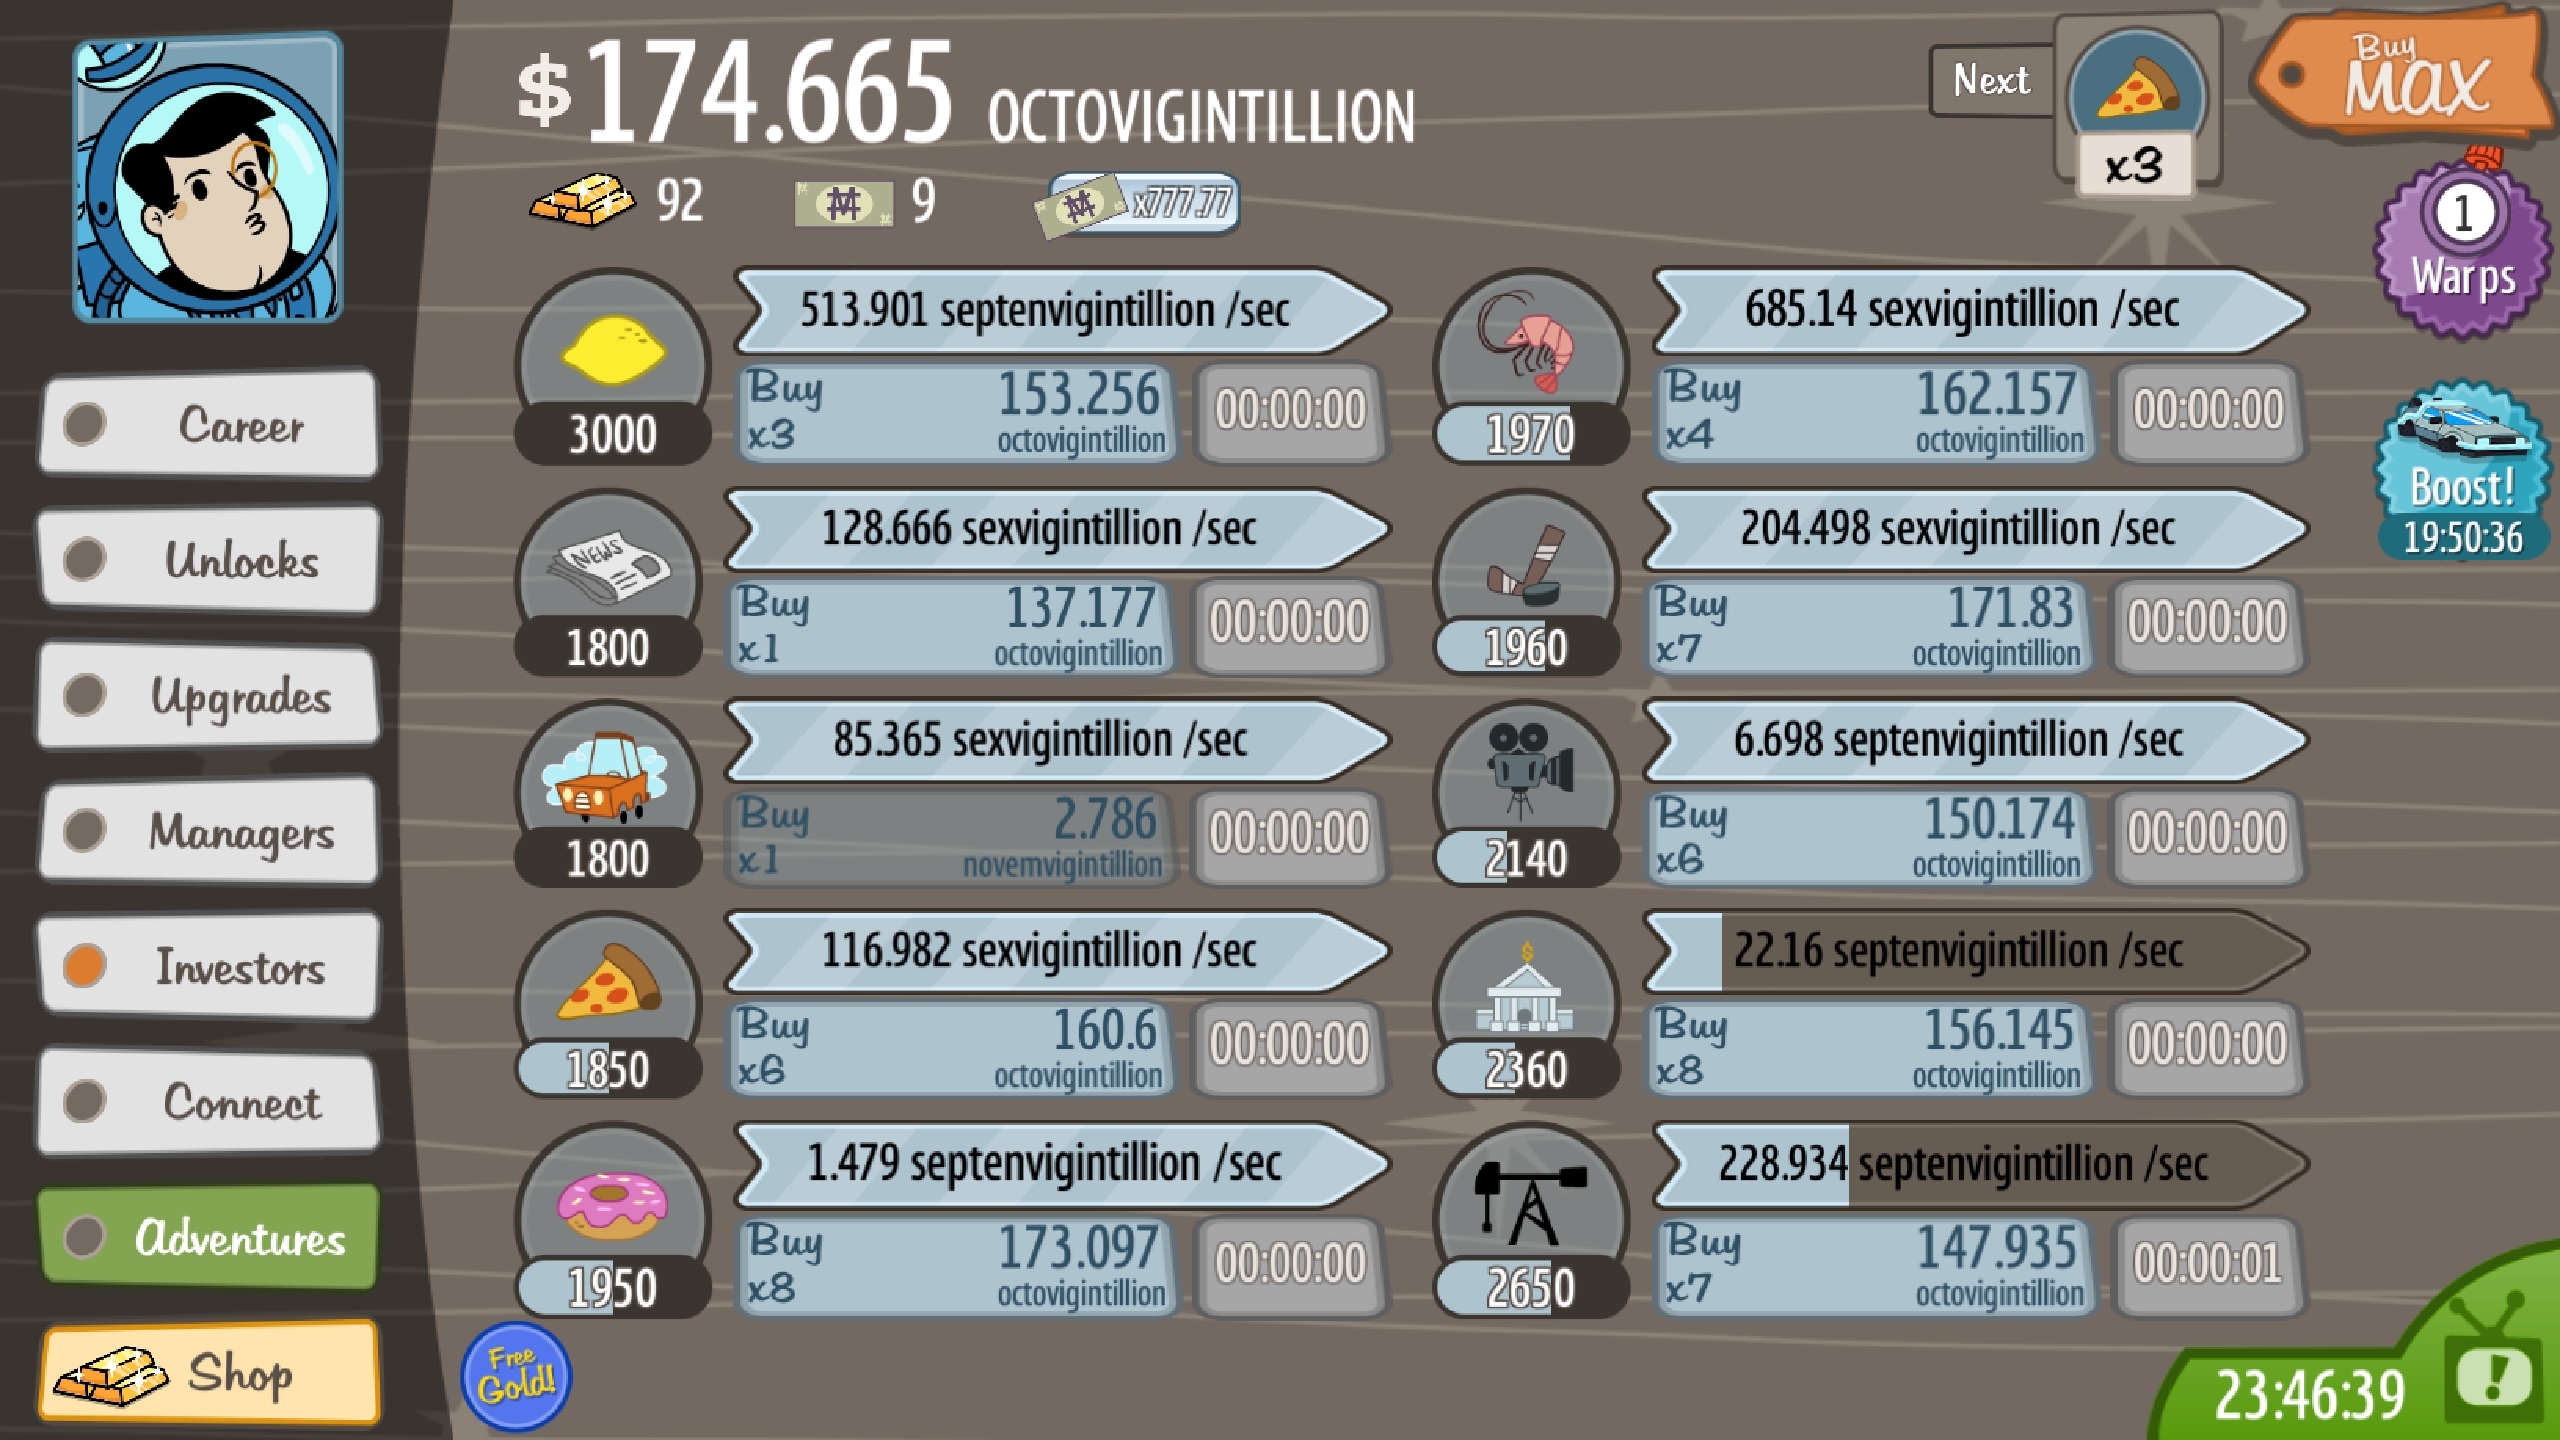 $174.665 OCTOVIGINTILLION
Next
x3
Buy
MAX
92
9
x777.77
1
Warps
Boost!
19:50:36
Career
Unlocks
Upgrades
Managers
Investors
Connect
Adventures
Shop
513.901 septenvigintillion /sec
3000
Buy
x3
153.256
octovigintillion
00:00:00
685.14 sexvigintillion /sec
1970
Buy
x4
162.157
octovigintillion
00:00:00
NEWS
128.666 sexvigintillion /sec
1800
Buy
x1
137.177
octovigintillion
00:00:00
204.498 sexvigintillion /sec
1960
Buy
x7
171.83
octovigintillion
00:00:00
85.365 sexvigintillion /sec
1800
Buy
x1
2.786
novemvigintillion
00:00:00
6.698 septenvigintillion /sec
2140
Buy
x6
150.174
octovigintillion
00:00:00
116.982 sexvigintillion /sec
1850
Buy
x6
160.6
octovigintillion
00:00:00
$
22.16 septenvigintillion /sec
2360
Buy
x8
156.145
octovigintillion
00:00:00
1.479 septenvigintillion /sec
1950
Buy
x8
173.097
octovigintillion
00:00:00
228.934 septenvigintillion /sec
2650
Buy
x7
147.935
octovigintillion
00:00:01
Free
Gold!
23:46:39
!